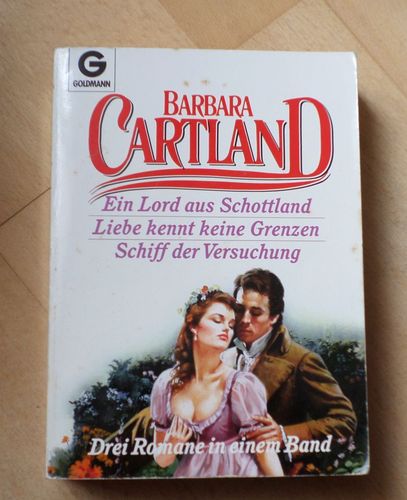 G
GOLDMANN
BARBARA
CARTLAND
Ein Lord aus Schottland
Liebe kennt keine Grenzen
Schiff der Versuchung
Drei Romane in einem Band